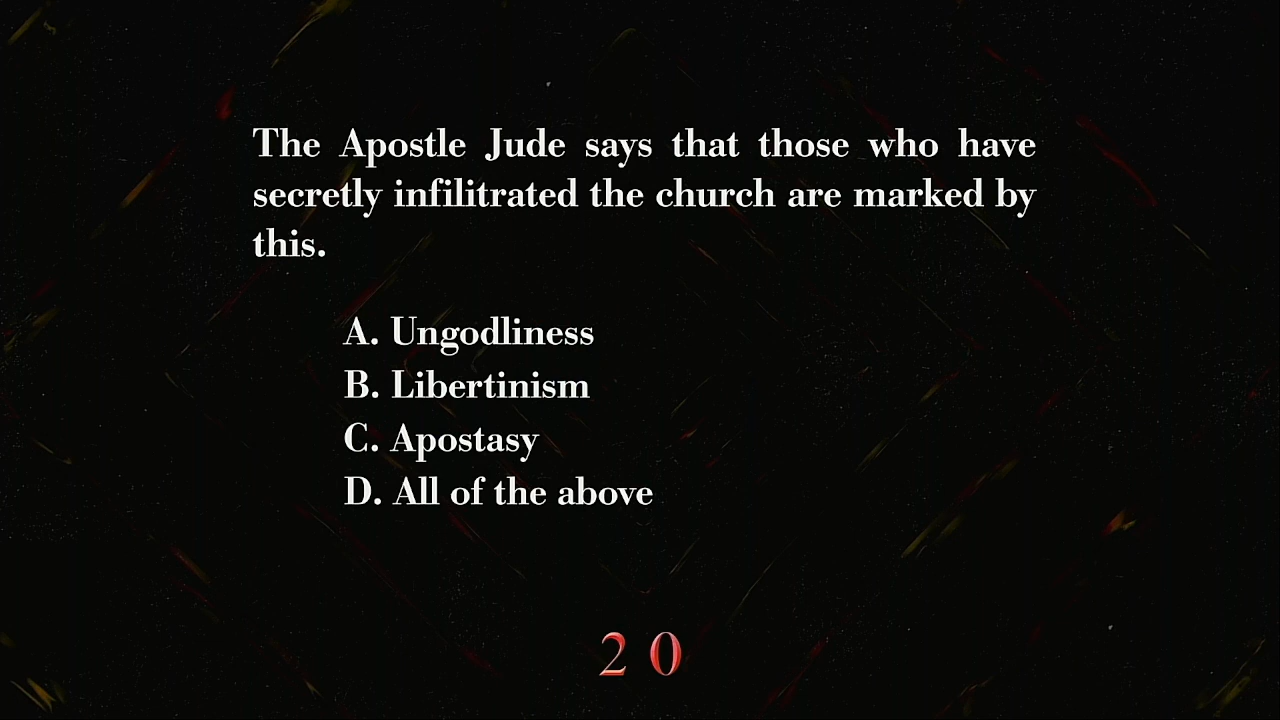 The Apostle Jude says that those who have
secretly infilitrated the church are marked by
this.
A. Ungodliness
B. Libertinism
C. Apostasy
D. All of the above
2 0